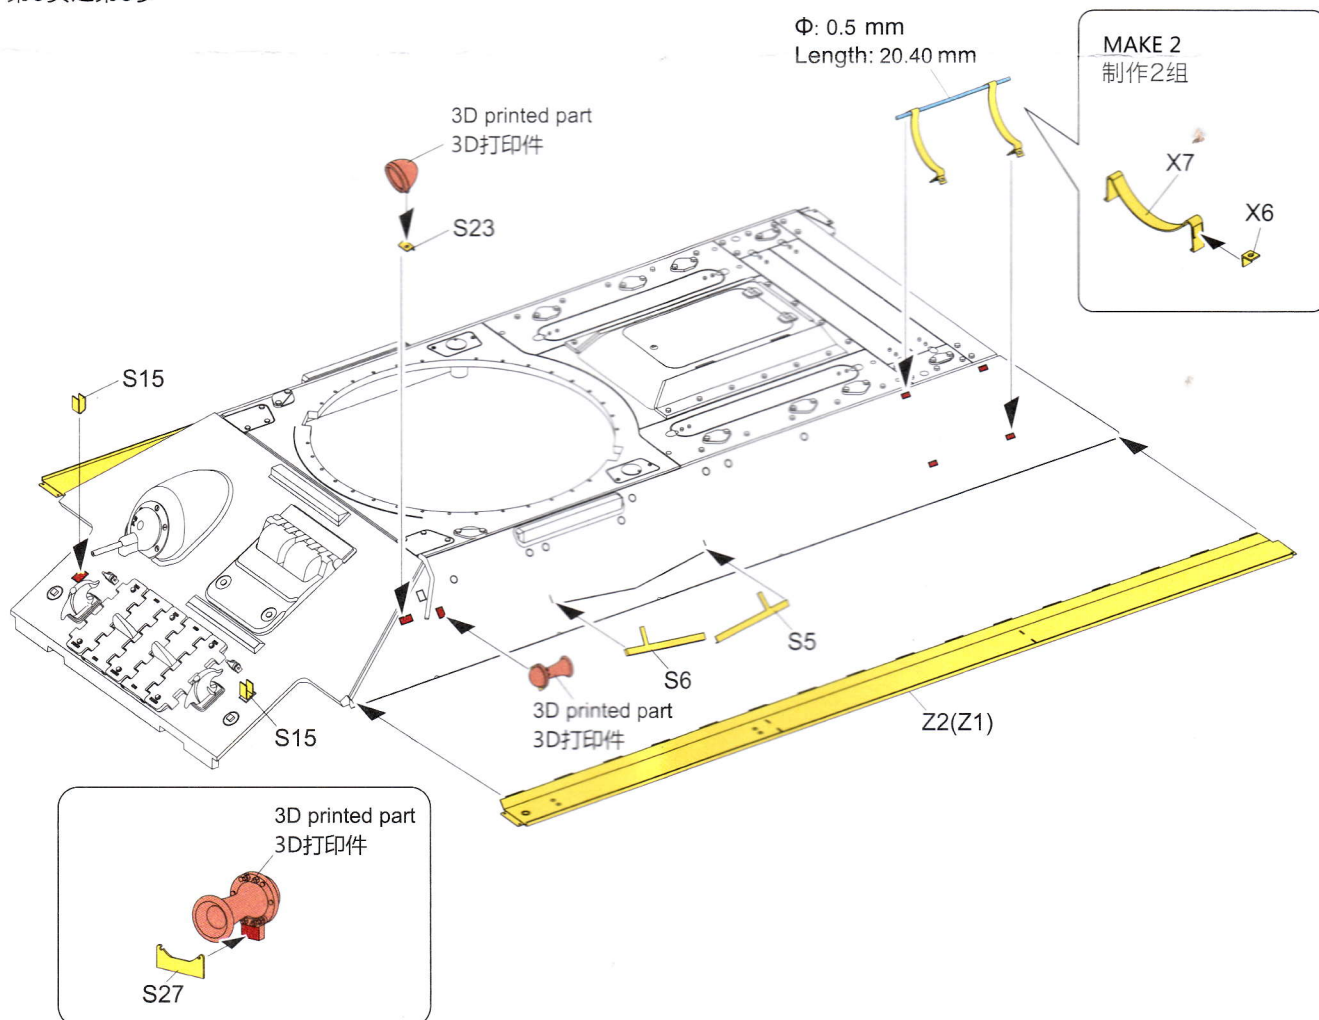 Φ: 0.5 mm
Length: 20.40 mm
MAKE 2
制作2组
X7
X6
3D printed part
3D打印件
S23
S15
S5
S6
3D printed part
3D打印件
Z2(Z1)
S15
3D printed part
3D打印件
S27